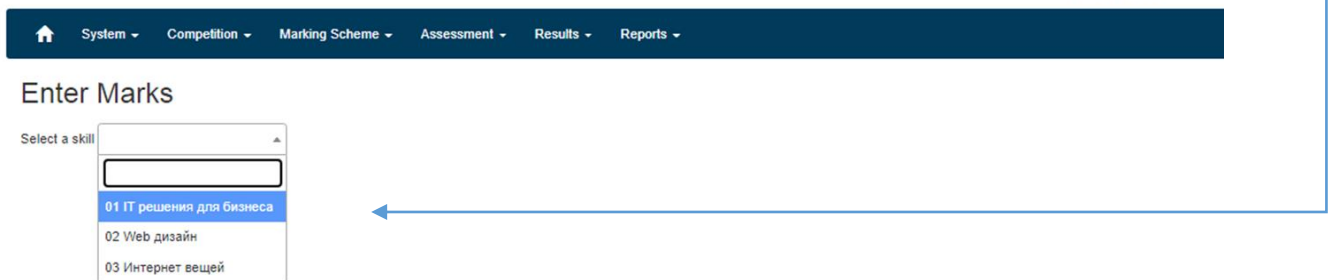 System Competition Marking Scheme Assessment Results Reports
Enter Marks
Select a skill
01 IT решения для бизнеса
02 Web дизайн
03 Интернет вещей